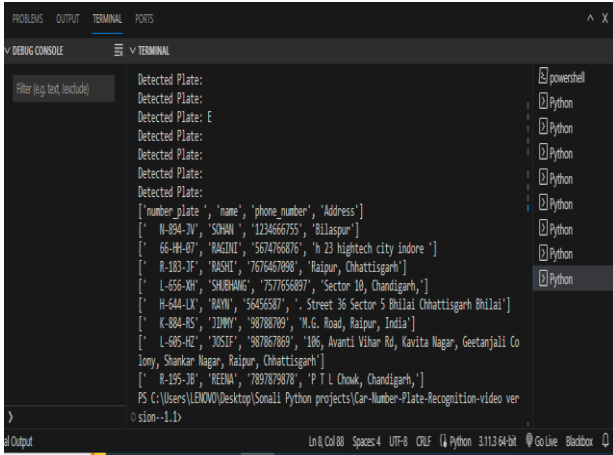 PROBLEMS OUTPUT TERMINAL PORTS
DEBUG CONSOLE
TERMINAL
Filter (e.g. text, !exclude)
Detected Plate:
Detected Plate:
Detected Plate: E
Detected Plate:
Detected Plate:
Detected Plate:
Detected Plate:
['number_plate ', 'name', 'phone_number', 'Address']
[' N-894-JV', 'SOHAN ', '1234666755', 'Bilaspur']
[' 66-HH-07', 'RAGINI', '5674766876', 'h 23 hightech city indore ']
[' R-183-JF', 'RASHI', '7676467098', 'Raipur, Chhattisgarh']
[' L-656-XH', 'SHUBHANG', '7577656897', 'Sector 10, Chandigarh,']
[' H-644-LX', 'RAYN', '56456587', '. Street 36 Sector 5 Bhilai Chhattisgarh Bhilai']
[' K-884-RS', 'JIMMY', '98788709', 'M.G. Road, Raipur, India']
[' L-605-HZ', 'JOSIF', '987867869', '106, Avanti Vihar Rd, Kavita Nagar, Geetanjali Co
lony, Shankar Nagar, Raipur, Chhattisgarh']
[' R-195-JB', 'REENA', '7897879878', 'P T L Chowk, Chandigarh,']
PS C:\Users\LENOVO\Desktop\Sonali Python projects\Car-Number-Plate-Recognition-video ver
sion--1.1>
powershell
Python
Python
Python
Python
Python
Python
Python
Python
al Output
Ln 8, Col 88 Spaces: 4 UTF-8 CRLF Python 3.11.3 64-bit Go Live Blackbox